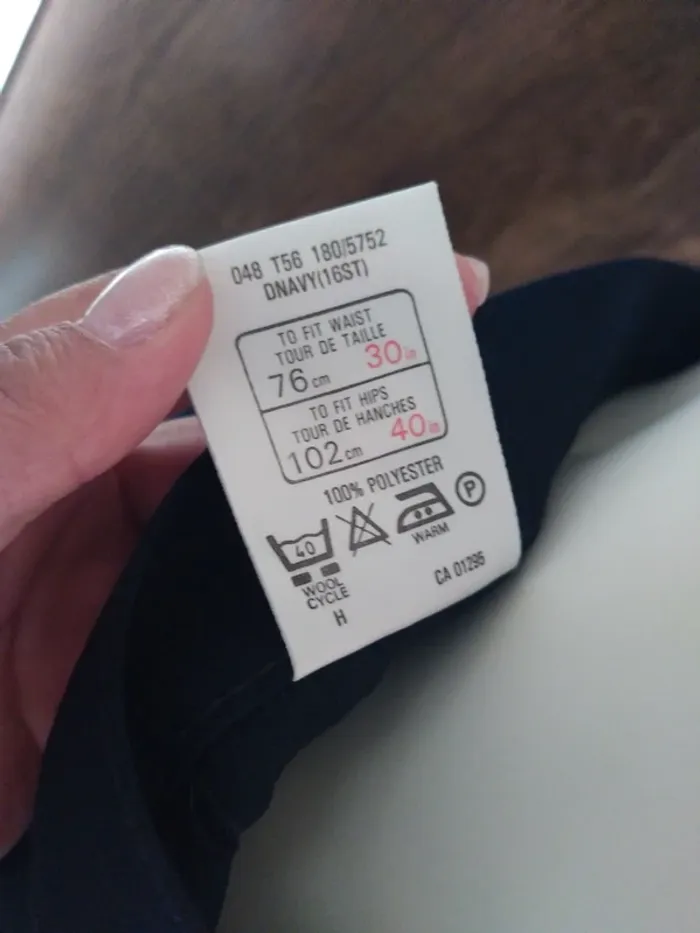 048 T56 180/5752
DNAVY(16ST)
TO FIT WAIST
TOUR DE TAILLE
76cm 30in
TO FIT HIPS
TOUR DE HANCHES
102cm 40in
100% POLYESTER
40
P
WARM
WOOL
CYCLE
H
CA 01295